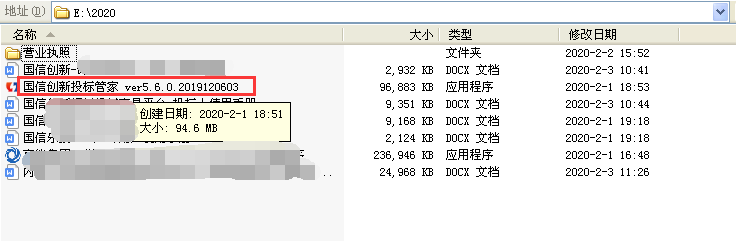 地址(D) E:\2020
名称 大小 类型 修改日期
营业执照 文件夹 2020-2-2 15:52
国信创新 2,932 KB DOCX 文档 2020-2-3 10:44
国信创新投标管家 ver5.6.0.2019120603 96,883 KB 应用程序 2020-2-1 18:53
国信创新 9,351 KB DOCX 文档 2020-2-3 10:44
国信 9,168 KB DOCX 文档 2020-2-1 19:18
国信 2,124 KB DOCX 文档 2020-2-1 19:18
236,946 KB 应用程序 2020-2-1 16:48
24,968 KB DOCX 文档 2020-2-3 11:26
创建日期: 2020-2-1 18:51
大小: 94.6 MB